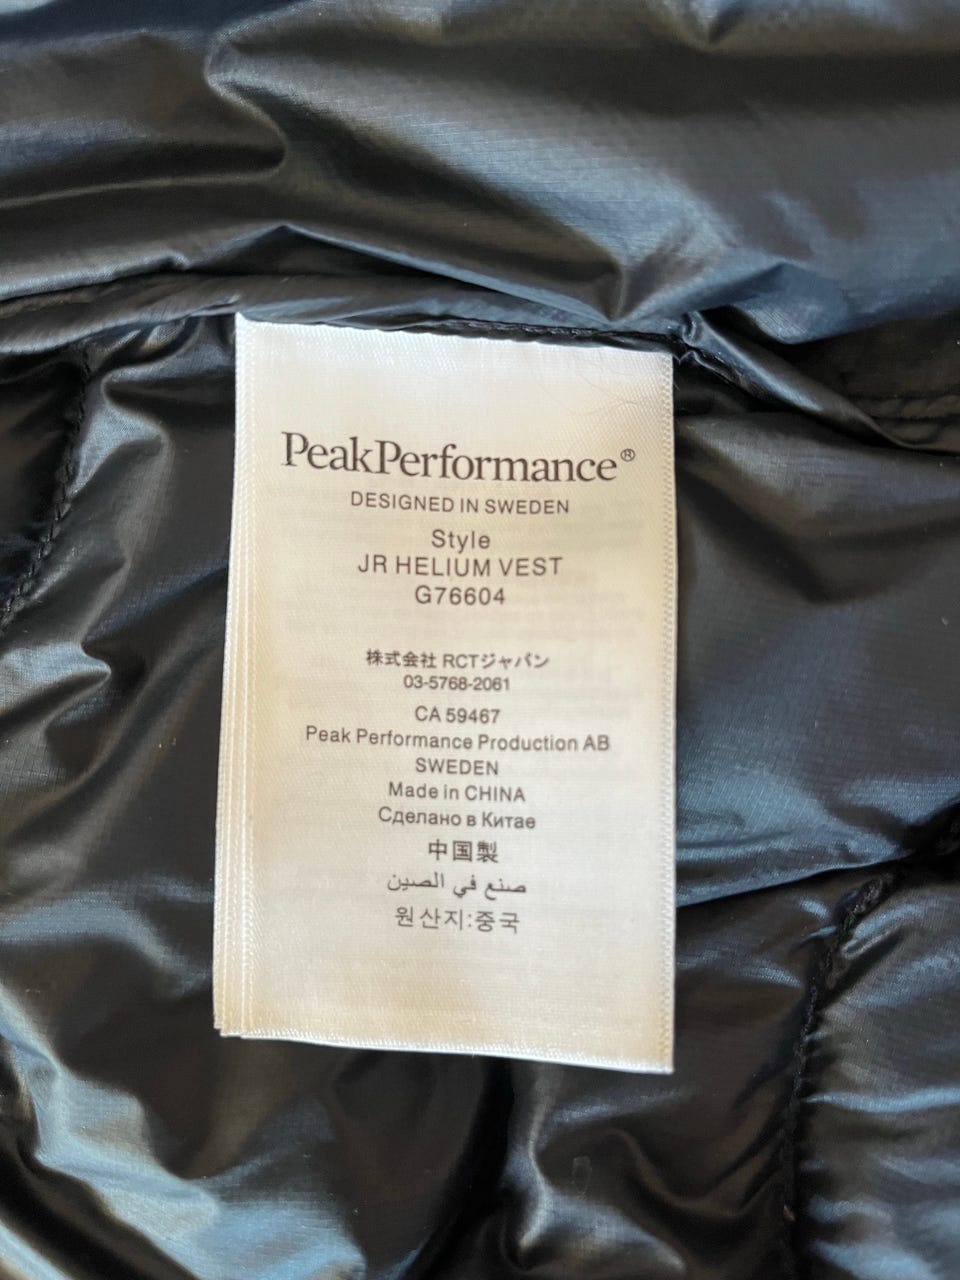 PeakPerformance®
DESIGNED IN SWEDEN
Style
JR HELIUM VEST
G76604
株式会社 RCTジャパン
03-5768-2061
CA 59467
Peak Performance Production AB
SWEDEN
Made in CHINA
Сделано в Китае
中国製
صنع في الصين
원산지:중국